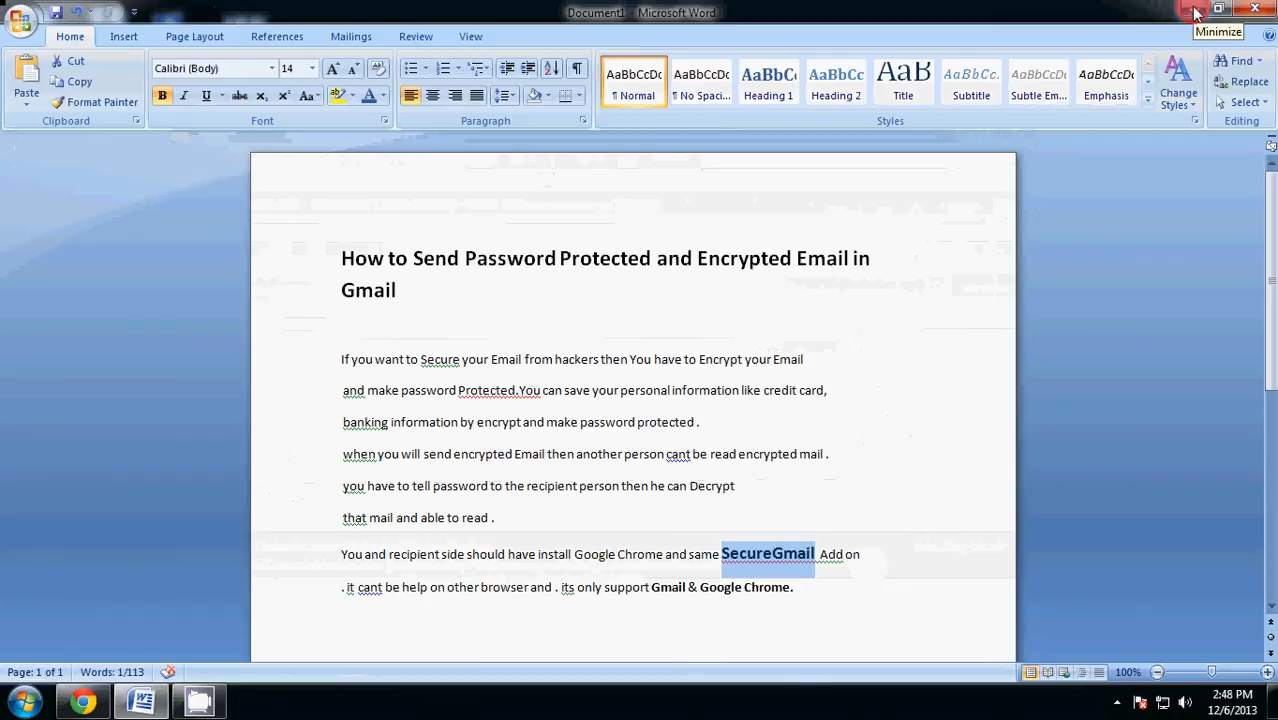 Document1 - Microsoft Word
Minimize
Home Insert Page Layout References Mailings Review View
Paste
Cut
Copy
Format Painter
Clipboard
Calibri (Body) 14
Font
Paragraph
AaBbCcDc AaBbCcDc AaBbC AaBbCc AaB AaBbCc. AaBbCcDc AaBbCcDc
¶ Normal ¶ No Spaci... Heading 1 Heading 2 Title Subtitle Subtle Em... Emphasis
Change
Styles
Styles
Find
Replace
Select
Editing
How to Send Password Protected and Encrypted Email in
Gmail
If you want to Secure your Email from hackers then You have to Encrypt your Email
and make password Protected.You can save your personal information like credit card,
banking information by encrypt and make password protected .
when you will send encrypted Email then another person cant be read encrypted mail .
you have to tell password to the recipient person then he can Decrypt
that mail and able to read .
You and recipient side should have install Google Chrome and same SecureGmail Add on
. it cant be help on other browser and . its only support Gmail & Google Chrome.
Page: 1 of 1 Words: 1/113 100%
2:48 PM
12/6/2013